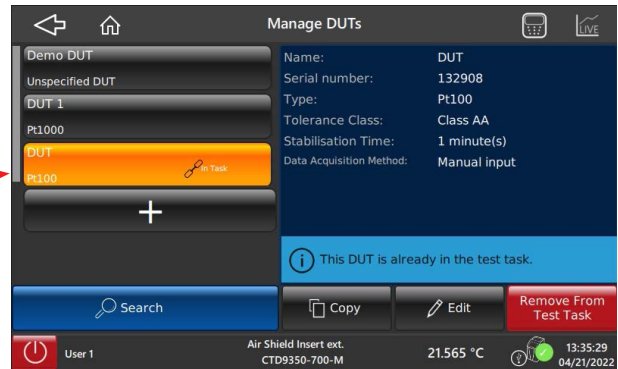 Manage DUTs
LIVE
Demo DUT
Unspecified DUT
DUT 1
Pt1000
DUT
Pt100
In Task
+
Name: DUT
Serial number: 132908
Type: Pt100
Tolerance Class: Class AA
Stabilisation Time: 1 minute(s)
Data Acquisition Method: Manual input
i This DUT is already in the test task.
Search
Copy
Edit
Remove From
Test Task
User 1
Air Shield Insert ext.
CTD9350-700-M
21.565 °C
13:35:29
04/21/2022